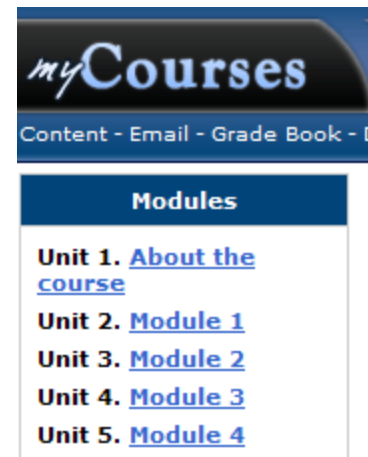 myCourses
Content - Email - Grade Book -
Modules
Unit 1. About the
course
Unit 2. Module 1
Unit 3. Module 2
Unit 4. Module 3
Unit 5. Module 4